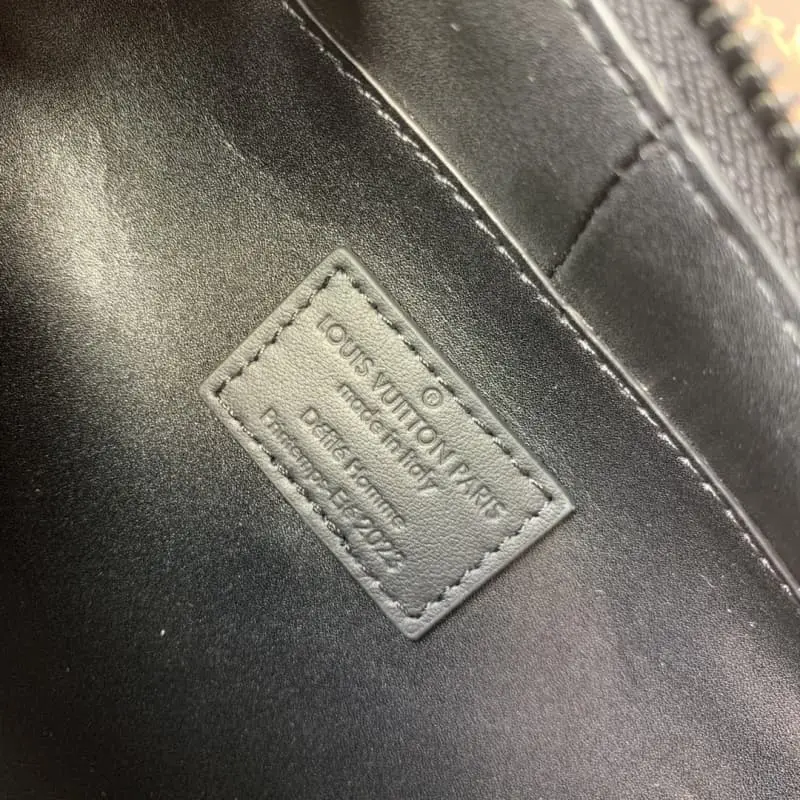 LOUIS VUITTON PARIS
®
made in Italy
Défilé Homme
Printemps-Été 2023